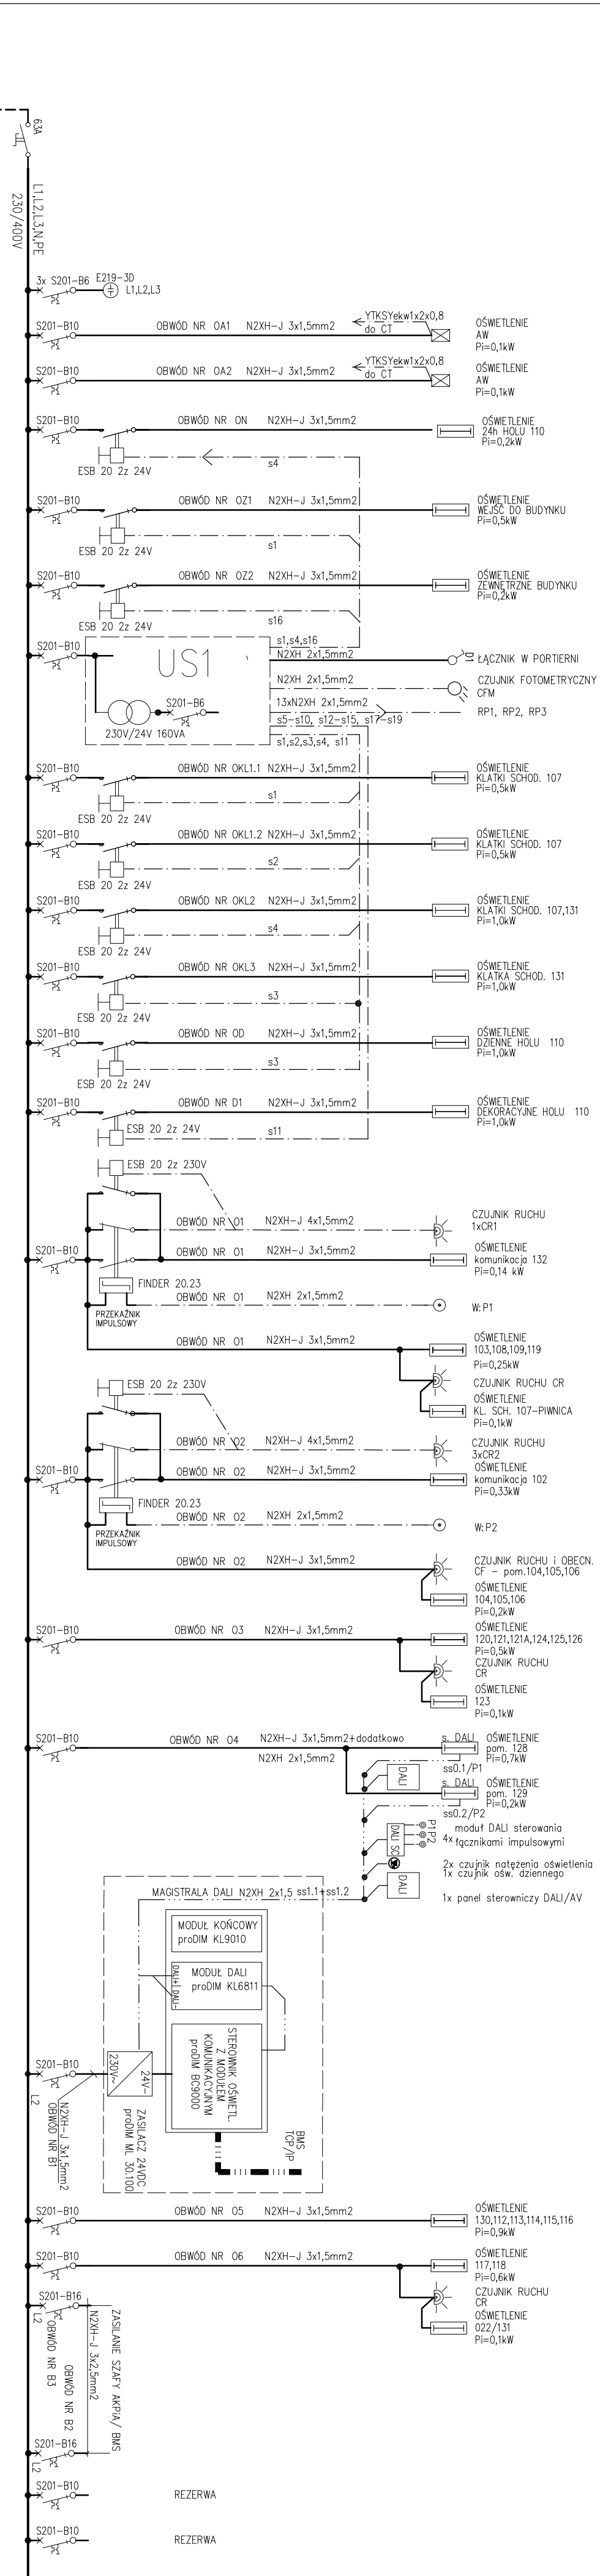 63A
L1,L2,L3,N,PE
230/400V
3x S201-B6 E219-3D
L1,L2,L3
S201-B10 OBWÓD NR OA1 N2XH-J 3x1,5mm2
YTKSYekw1x2x0,8
do CT
OŚWIETLENIE
AW
Pi=0,1kW
S201-B10 OBWÓD NR OA2 N2XH-J 3x1,5mm2
YTKSYekw1x2x0,8
do CT
OŚWIETLENIE
AW
Pi=0,1kW
S201-B10 OBWÓD NR ON N2XH-J 3x1,5mm2
OŚWIETLENIE
24h HOLU 110
Pi=0,2kW
s4
ESB 20 2z 24V
S201-B10 OBWÓD NR OZ1 N2XH-J 3x1,5mm2
OŚWIETLENIE
WEJŚĆ DO BUDYNKU
Pi=0,5kW
s1
ESB 20 2z 24V
S201-B10 OBWÓD NR OZ2 N2XH-J 3x1,5mm2
OŚWIETLENIE
ZEWNĘTRZNE BUDYNKU
Pi=0,2kW
s16
ESB 20 2z 24V
s1,s4,s16
S201-B10
US1
N2XH 2x1,5mm2
D1 ŁĄCZNIK W PORTIERNI
N2XH 2x1,5mm2
CZUJNIK FOTOMETRYCZNY
CFM
S201-B6
13xN2XH 2x1,5mm2
RP1, RP2, RP3
s5-s10, s12-s15, s17-s19
230V/24V 160VA
s1,s2,s3,s4, s11
S201-B10 OBWÓD NR OKL1.1 N2XH-J 3x1,5mm2
OŚWIETLENIE
KLATKI SCHOD. 107
Pi=0,5kW
s1
ESB 20 2z 24V
S201-B10 OBWÓD NR OKL1.2 N2XH-J 3x1,5mm2
OŚWIETLENIE
KLATKI SCHOD. 107
Pi=0,5kW
s2
ESB 20 2z 24V
S201-B10 OBWÓD NR OKL2 N2XH-J 3x1,5mm2
OŚWIETLENIE
KLATKI SCHOD. 107,131
Pi=1,0kW
s4
ESB 20 2z 24V
S201-B10 OBWÓD NR OKL3 N2XH-J 3x1,5mm2
OŚWIETLENIE
KLATKA SCHOD. 131
Pi=1,0kW
s3
ESB 20 2z 24V
S201-B10 OBWÓD NR OD N2XH-J 3x1,5mm2
OŚWIETLENIE
DZIENNE HOLU 110
Pi=1,0kW
s3
ESB 20 2z 24V
S201-B10 OBWÓD NR D1 N2XH-J 3x1,5mm2
OŚWIETLENIE
DEKORACYJNE HOLU 110
Pi=1,0kW
ESB 20 2z 24V
s11
ESB 20 2z 230V
OBWÓD NR O1 N2XH-J 4x1,5mm2
CZUJNIK RUCHU
1xCR1
S201-B10 OBWÓD NR O1 N2XH-J 3x1,5mm2
OŚWIETLENIE
komunikacja 132
Pi=0,14 kW
FINDER 20.23
OBWÓD NR O1 N2XH 2x1,5mm2
W:P1
PRZEKAŹNIK
IMPULSOWY
OBWÓD NR O1 N2XH-J 3x1,5mm2
OŚWIETLENIE
103,108,109,119
Pi=0,25kW
CZUJNIK RUCHU CR
OŚWIETLENIE
KL. SCH. 107-PIWNICA
Pi=0,1kW
ESB 20 2z 230V
OBWÓD NR O2 N2XH-J 4x1,5mm2
CZUJNIK RUCHU
3xCR2
S201-B10 OBWÓD NR O2 N2XH-J 3x1,5mm2
OŚWIETLENIE
komunikacja 102
Pi=0,33kW
FINDER 20.23
OBWÓD NR O2 N2XH 2x1,5mm2
W:P2
PRZEKAŹNIK
IMPULSOWY
OBWÓD NR O2 N2XH-J 3x1,5mm2
CZUJNIK RUCHU i OBECN.
CF - pom.104,105,106
OŚWIETLENIE
104,105,106
Pi=0,2kW
S201-B10 OBWÓD NR O3 N2XH-J 3x1,5mm2
OŚWIETLENIE
120,121,121A,124,125,126
Pi=0,5kW
CZUJNIK RUCHU
CR
OŚWIETLENIE
123
Pi=0,1kW
S201-B10 OBWÓD NR O4 N2XH-J 3x1,5mm2+dodatkowo
N2XH 2x1,5mm2
s. DALI
OŚWIETLENIE
pom. 128
Pi=0,7kW
ss0.1/P1
DALI
s. DALI
OŚWIETLENIE
pom. 129
Pi=0,2kW
ss0.2/P2
DALI SC
P1
P2
moduł DALI sterowania
4x łącznikami impulsowymi
2x czujnik natężenia oświetlenia
1x czujnik ośw. dziennego
DALI
1x panel sterowniczy DALI/AV
MAGISTRALA DALI N2XH 2x1,5 ss1.1+ss1.2
MODUŁ KOŃCOWY
proDIM KL9010
DALI+
DALI-
MODUŁ DALI
proDIM KL6811
STEROWNIK OŚWIETL.
Z MODUŁEM
KOMUNIKACYJNYM
proDIM BC9000
S201-B10
L2
230V~
24V-
N2XH-J 3x1,5mm2
OBWÓD NR B1
ZASILACZ 24VDC
proDIM ML 30.100
BMS
TCP/IP
S201-B10 OBWÓD NR O5 N2XH-J 3x1,5mm2
OŚWIETLENIE
130,112,113,114,115,116
Pi=0,9kW
S201-B10 OBWÓD NR O6 N2XH-J 3x1,5mm2
OŚWIETLENIE
117,118
Pi=0,6kW
CZUJNIK RUCHU
CR
OŚWIETLENIE
022/131
Pi=0,1kW
S201-B16
L2
OBWÓD NR B3
OBWÓD NR B2
N2XH-J 3x2,5mm2
ZASILANIE SZAFY AKPiA/ BMS
S201-B16
L2
S201-B10
REZERWA
S201-B10
REZERWA